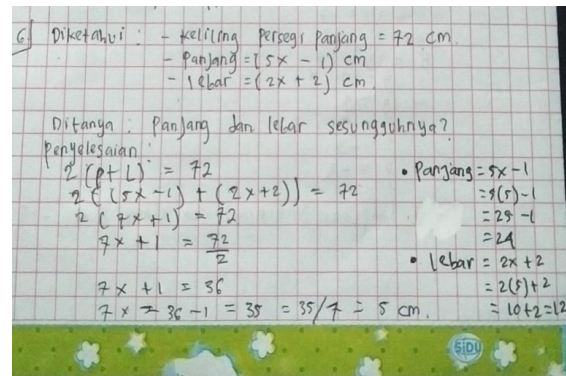 6) Diketahui : - keliling persegi panjang = 72 cm.
- Panjang = (5x - 1) cm
- lebar = (2x + 2) cm
Ditanya : Panjang dan lebar sesungguhnya?
Penyelesaian :
2 (p+L) = 72
2 ((5x-1) + (2x+2)) = 72
2 (7x+1) = 72
7x + 1 = 72/2
7x + 1 = 36
7x = 36 - 1 = 35 = 35/7 = 5 cm.
• Panjang = 5x - 1
= 5(5) - 1
= 25 - 1
= 24
• lebar = 2x + 2
= 2(5) + 2
= 10 + 2 = 12
SiDU